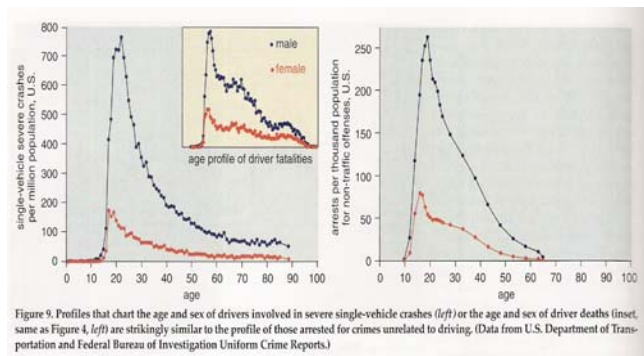 800
700
600
500
400
300
200
100
0
single-vehicle severe crashes
per million population, U.S.
0 10 20 30 40 50 60 70 80 90 100
age
male
female
age profile of driver fatalities
250
200
150
100
50
0
arrests per thousand population
for non-traffic offenses, U.S.
0 10 20 30 40 50 60 70 80 90 100
age
Figure 9. Profiles that chart the age and sex of drivers involved in severe single-vehicle crashes (left) or the age and sex of driver deaths (inset,
same as Figure 4, left) are strikingly similar to the profile of those arrested for crimes unrelated to driving. (Data from U.S. Department of Trans-
portation and Federal Bureau of Investigation Uniform Crime Reports.)